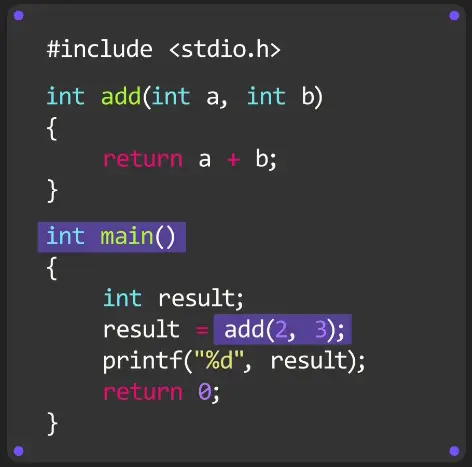 #include <stdio.h>
int add(int a, int b)
{
return a + b;
}
int main()
{
int result;
result = add(2, 3);
printf("%d", result);
return 0;
}